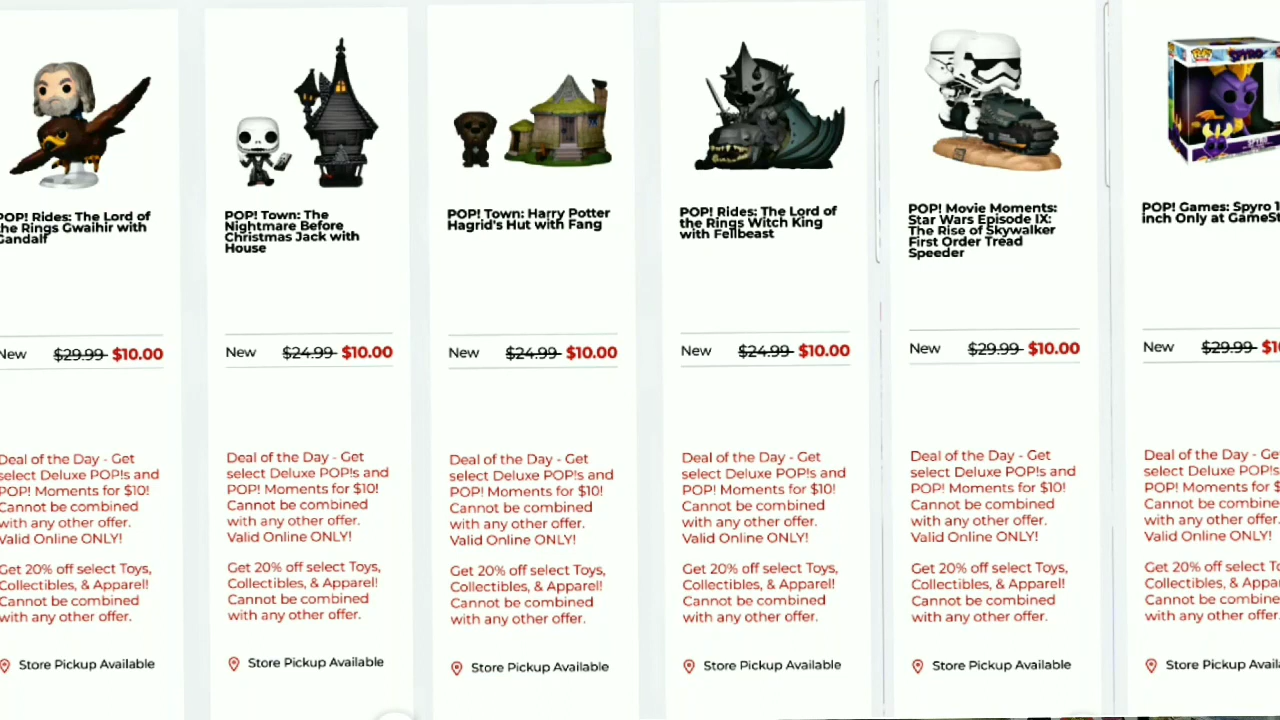 POP! Rides: The Lord of
the Rings Gwaihir with
Gandalf
New $29.99 $10.00
Deal of the Day - Get
select Deluxe POP!s and
POP! Moments for $10!
Cannot be combined
with any other offer.
Valid Online ONLY!
Get 20% off select Toys,
Collectibles, & Apparel!
Cannot be combined
with any other offer.
Store Pickup Available
POP! Town: The
Nightmare Before
Christmas Jack with
House
New $24.99 $10.00
Deal of the Day - Get
select Deluxe POP!s and
POP! Moments for $10!
Cannot be combined
with any other offer.
Valid Online ONLY!
Get 20% off select Toys,
Collectibles, & Apparel!
Cannot be combined
with any other offer.
Store Pickup Available
POP! Town: Harry Potter
Hagrid's Hut with Fang
New $24.99 $10.00
Deal of the Day - Get
select Deluxe POP!s and
POP! Moments for $10!
Cannot be combined
with any other offer.
Valid Online ONLY!
Get 20% off select Toys,
Collectibles, & Apparel!
Cannot be combined
with any other offer.
Store Pickup Available
POP! Rides: The Lord of
the Rings Witch King
with Fellbeast
New $24.99 $10.00
Deal of the Day - Get
select Deluxe POP!s and
POP! Moments for $10!
Cannot be combined
with any other offer.
Valid Online ONLY!
Get 20% off select Toys,
Collectibles, & Apparel!
Cannot be combined
with any other offer.
Store Pickup Available
POP! Movie Moments:
Star Wars Episode IX:
The Rise of Skywalker
First Order Tread
Speeder
New $29.99 $10.00
Deal of the Day - Get
select Deluxe POP!s and
POP! Moments for $10!
Cannot be combined
with any other offer.
Valid Online ONLY!
Get 20% off select Toys,
Collectibles, & Apparel!
Cannot be combined
with any other offer.
Store Pickup Available
POP!
SPYRO
SPYRO
POP! Games: Spyro 1
inch Only at GameSt
New $29.99 $10
Deal of the Day - Ge
select Deluxe POP!s
POP! Moments for $
Cannot be combine
with any other offer.
Valid Online ONLY!
Get 20% off select To
Collectibles, & Appa
Cannot be combined
with any other offer.
Store Pickup Availa